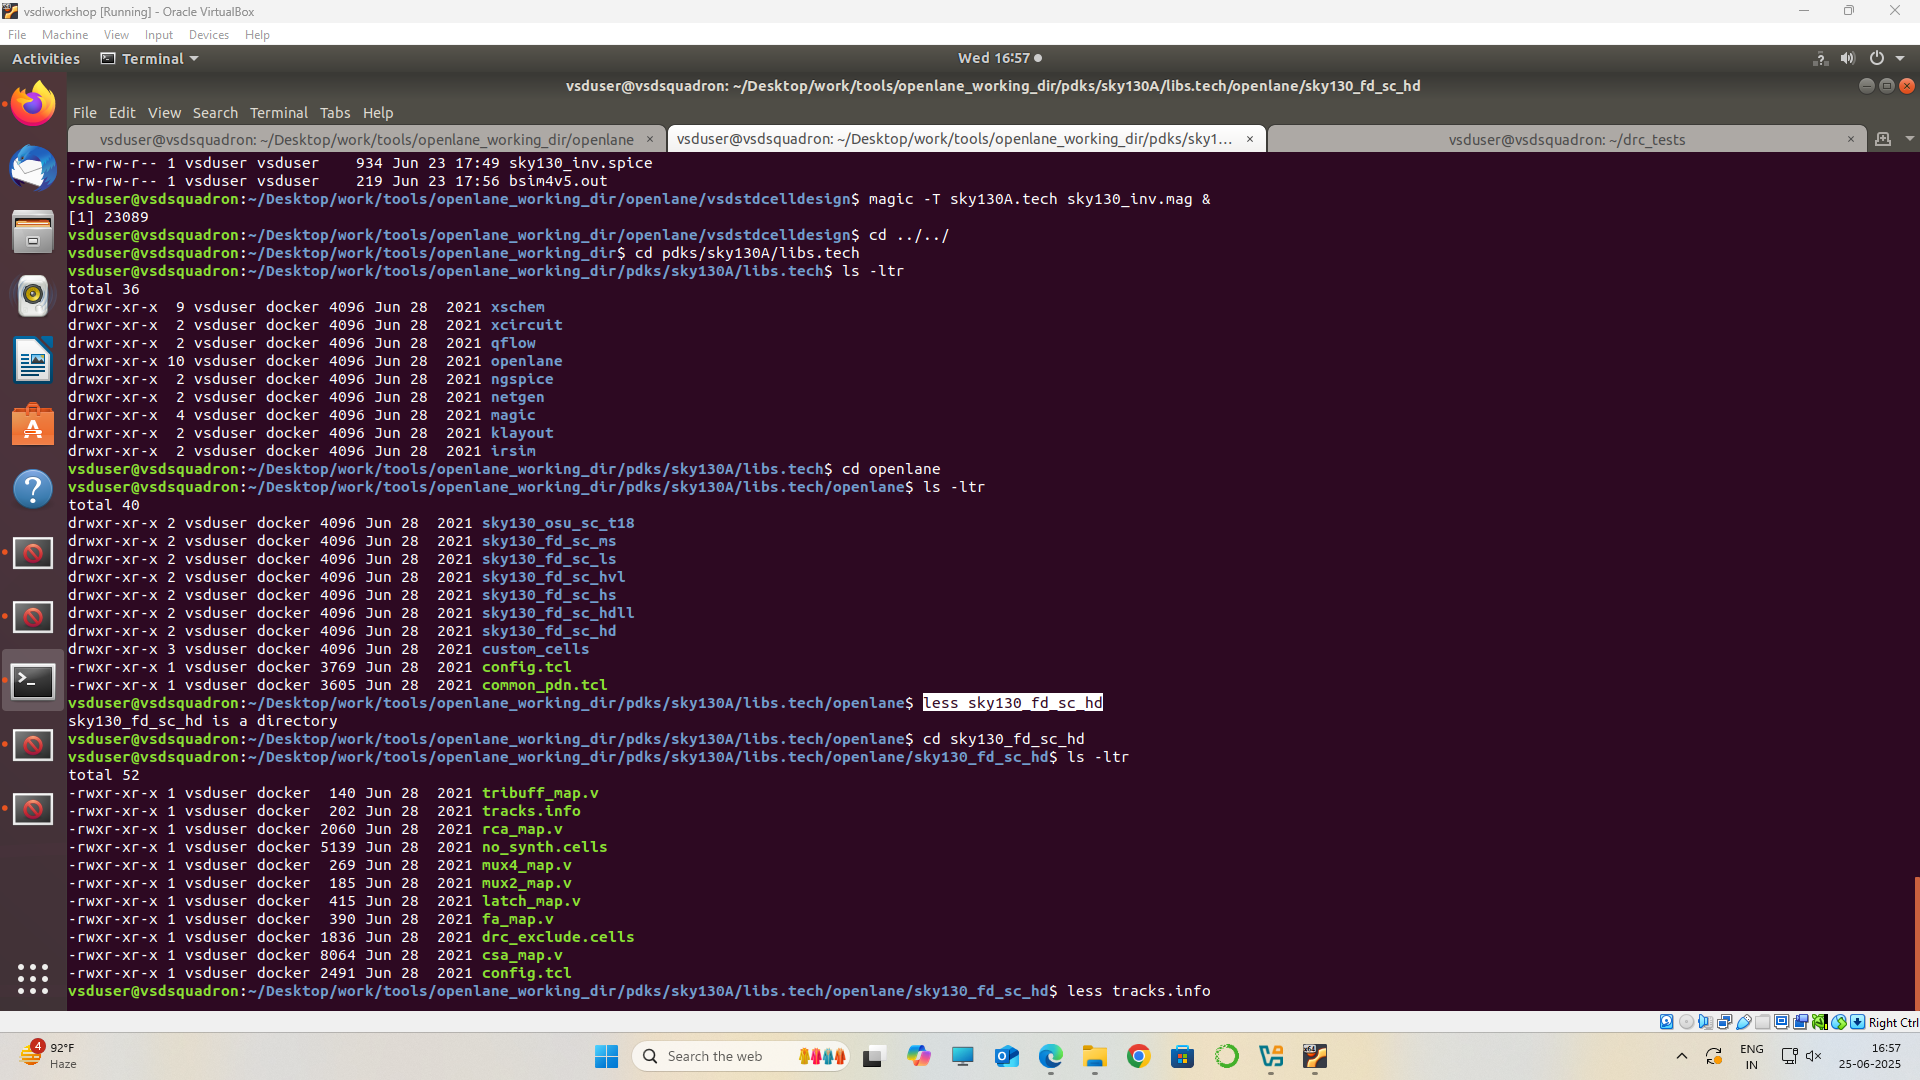 vsdiworkshop [Running] - Oracle VirtualBox
File Machine View Input Devices Help
Activities Terminal Wed 16:57
vsduser@vsdsquadron: ~/Desktop/work/tools/openlane_working_dir/pdks/sky130A/libs.tech/openlane/sky130_fd_sc_hd
File Edit View Search Terminal Tabs Help
vsduser@vsdsquadron: ~/Desktop/work/tools/openlane_working_dir/openlane × vsduser@vsdsquadron: ~/Desktop/work/tools/openlane_working_dir/pdks/sky1... × vsduser@vsdsquadron: ~/drc_tests ×
-rw-rw-r-- 1 vsduser vsduser    934 Jun 23 17:49 sky130_inv.spice
-rw-rw-r-- 1 vsduser vsduser    219 Jun 23 17:56 bsim4v5.out
vsduser@vsdsquadron:~/Desktop/work/tools/openlane_working_dir/openlane/vsdstdcelldesign$ magic -T sky130A.tech sky130_inv.mag &
[1] 23089
vsduser@vsdsquadron:~/Desktop/work/tools/openlane_working_dir/openlane/vsdstdcelldesign$ cd ../../
vsduser@vsdsquadron:~/Desktop/work/tools/openlane_working_dir$ cd pdks/sky130A/libs.tech
vsduser@vsdsquadron:~/Desktop/work/tools/openlane_working_dir/pdks/sky130A/libs.tech$ ls -ltr
total 36
drwxr-xr-x  9 vsduser docker 4096 Jun 28  2021 xschem
drwxr-xr-x  2 vsduser docker 4096 Jun 28  2021 xcircuit
drwxr-xr-x  2 vsduser docker 4096 Jun 28  2021 qflow
drwxr-xr-x 10 vsduser docker 4096 Jun 28  2021 openlane
drwxr-xr-x  2 vsduser docker 4096 Jun 28  2021 ngspice
drwxr-xr-x  2 vsduser docker 4096 Jun 28  2021 netgen
drwxr-xr-x  4 vsduser docker 4096 Jun 28  2021 magic
drwxr-xr-x  2 vsduser docker 4096 Jun 28  2021 klayout
drwxr-xr-x  2 vsduser docker 4096 Jun 28  2021 irsim
vsduser@vsdsquadron:~/Desktop/work/tools/openlane_working_dir/pdks/sky130A/libs.tech$ cd openlane
vsduser@vsdsquadron:~/Desktop/work/tools/openlane_working_dir/pdks/sky130A/libs.tech/openlane$ ls -ltr
total 40
drwxr-xr-x 2 vsduser docker 4096 Jun 28  2021 sky130_osu_sc_t18
drwxr-xr-x 2 vsduser docker 4096 Jun 28  2021 sky130_fd_sc_ms
drwxr-xr-x 2 vsduser docker 4096 Jun 28  2021 sky130_fd_sc_ls
drwxr-xr-x 2 vsduser docker 4096 Jun 28  2021 sky130_fd_sc_hvl
drwxr-xr-x 2 vsduser docker 4096 Jun 28  2021 sky130_fd_sc_hs
drwxr-xr-x 2 vsduser docker 4096 Jun 28  2021 sky130_fd_sc_hdll
drwxr-xr-x 2 vsduser docker 4096 Jun 28  2021 sky130_fd_sc_hd
drwxr-xr-x 3 vsduser docker 4096 Jun 28  2021 custom_cells
-rwxr-xr-x 1 vsduser docker 3769 Jun 28  2021 config.tcl
-rwxr-xr-x 1 vsduser docker 3605 Jun 28  2021 common_pdn.tcl
vsduser@vsdsquadron:~/Desktop/work/tools/openlane_working_dir/pdks/sky130A/libs.tech/openlane$ less sky130_fd_sc_hd
sky130_fd_sc_hd is a directory
vsduser@vsdsquadron:~/Desktop/work/tools/openlane_working_dir/pdks/sky130A/libs.tech/openlane$ cd sky130_fd_sc_hd
vsduser@vsdsquadron:~/Desktop/work/tools/openlane_working_dir/pdks/sky130A/libs.tech/openlane/sky130_fd_sc_hd$ ls -ltr
total 52
-rwxr-xr-x 1 vsduser docker  140 Jun 28  2021 tribuff_map.v
-rwxr-xr-x 1 vsduser docker  202 Jun 28  2021 tracks.info
-rwxr-xr-x 1 vsduser docker 2060 Jun 28  2021 rca_map.v
-rwxr-xr-x 1 vsduser docker 5139 Jun 28  2021 no_synth.cells
-rwxr-xr-x 1 vsduser docker  269 Jun 28  2021 mux4_map.v
-rwxr-xr-x 1 vsduser docker  185 Jun 28  2021 mux2_map.v
-rwxr-xr-x 1 vsduser docker  415 Jun 28  2021 latch_map.v
-rwxr-xr-x 1 vsduser docker  390 Jun 28  2021 fa_map.v
-rwxr-xr-x 1 vsduser docker 1836 Jun 28  2021 drc_exclude.cells
-rwxr-xr-x 1 vsduser docker 8064 Jun 28  2021 csa_map.v
-rwxr-xr-x 1 vsduser docker 2491 Jun 28  2021 config.tcl
vsduser@vsdsquadron:~/Desktop/work/tools/openlane_working_dir/pdks/sky130A/libs.tech/openlane/sky130_fd_sc_hd$ less tracks.info
Right Ctrl
4 92°F
Haze
Search the web
ENG
IN
16:57
25-06-2025